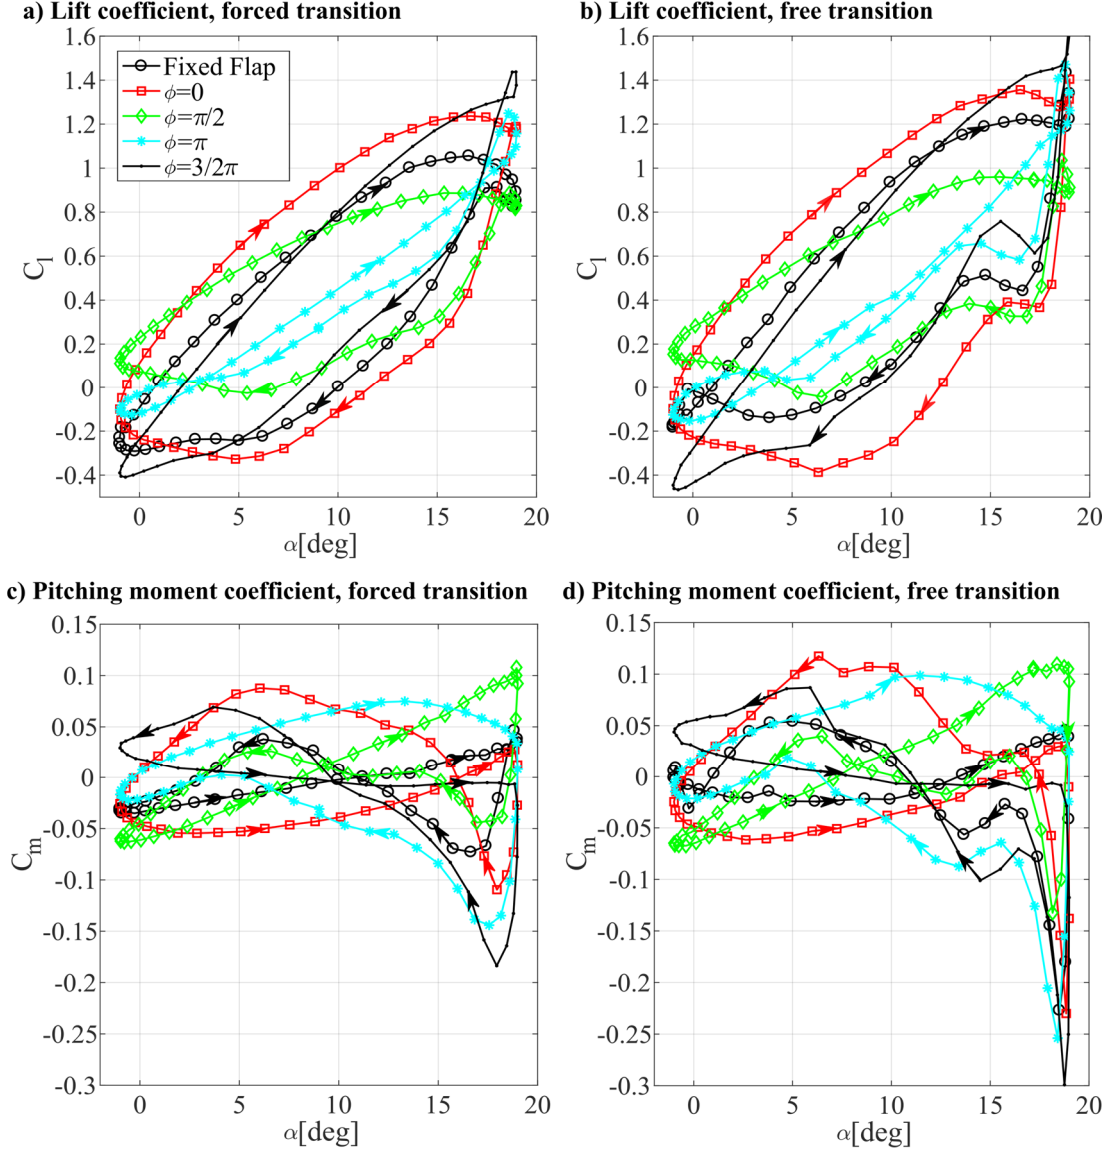 a) Lift coefficient, forced transition
1.6
1.4
1.2
1
0.8
0.6
0.4
0.2
0
-0.2
-0.4
C_l
Fixed Flap
ϕ=0
ϕ=π/2
ϕ=π
ϕ=3/2π
0 5 10 15 20
α[deg]
b) Lift coefficient, free transition
1.6
1.4
1.2
1
0.8
0.6
0.4
0.2
0
-0.2
-0.4
C_l
0 5 10 15 20
α[deg]
c) Pitching moment coefficient, forced transition
0.15
0.1
0.05
0
-0.05
-0.1
-0.15
-0.2
-0.25
-0.3
C_m
0 5 10 15 20
α[deg]
d) Pitching moment coefficient, free transition
0.15
0.1
0.05
0
-0.05
-0.1
-0.15
-0.2
-0.25
-0.3
C_m
0 5 10 15 20
α[deg]